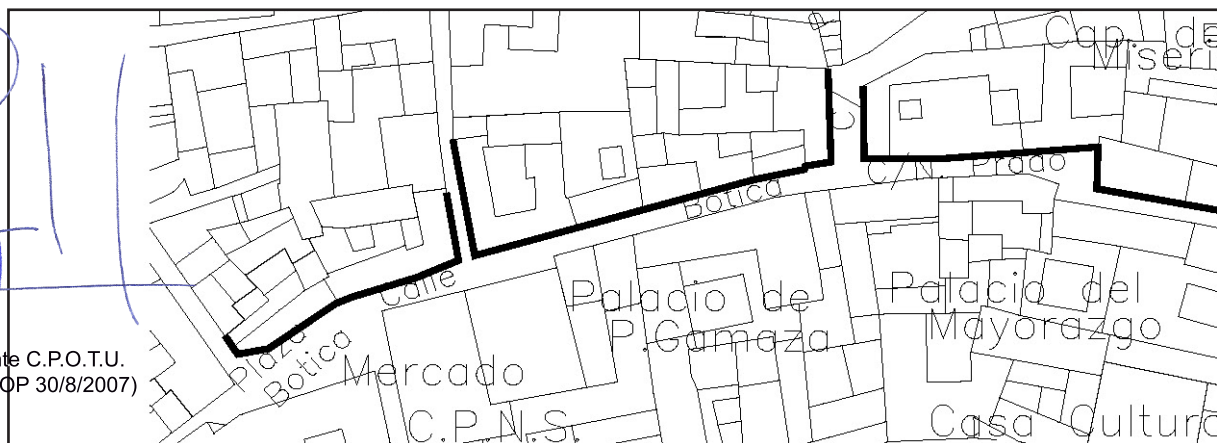 Cap. de
Miseri
C/
C/N. Prado
Botica
Calle
Palacio de
P.Gamaza
Palacio del
Mayorazgo
Plaza
Botica
Mercado
nte C.P.O.T.U.
OP 30/8/2007)
C.P.N.S.
Casa Cultura